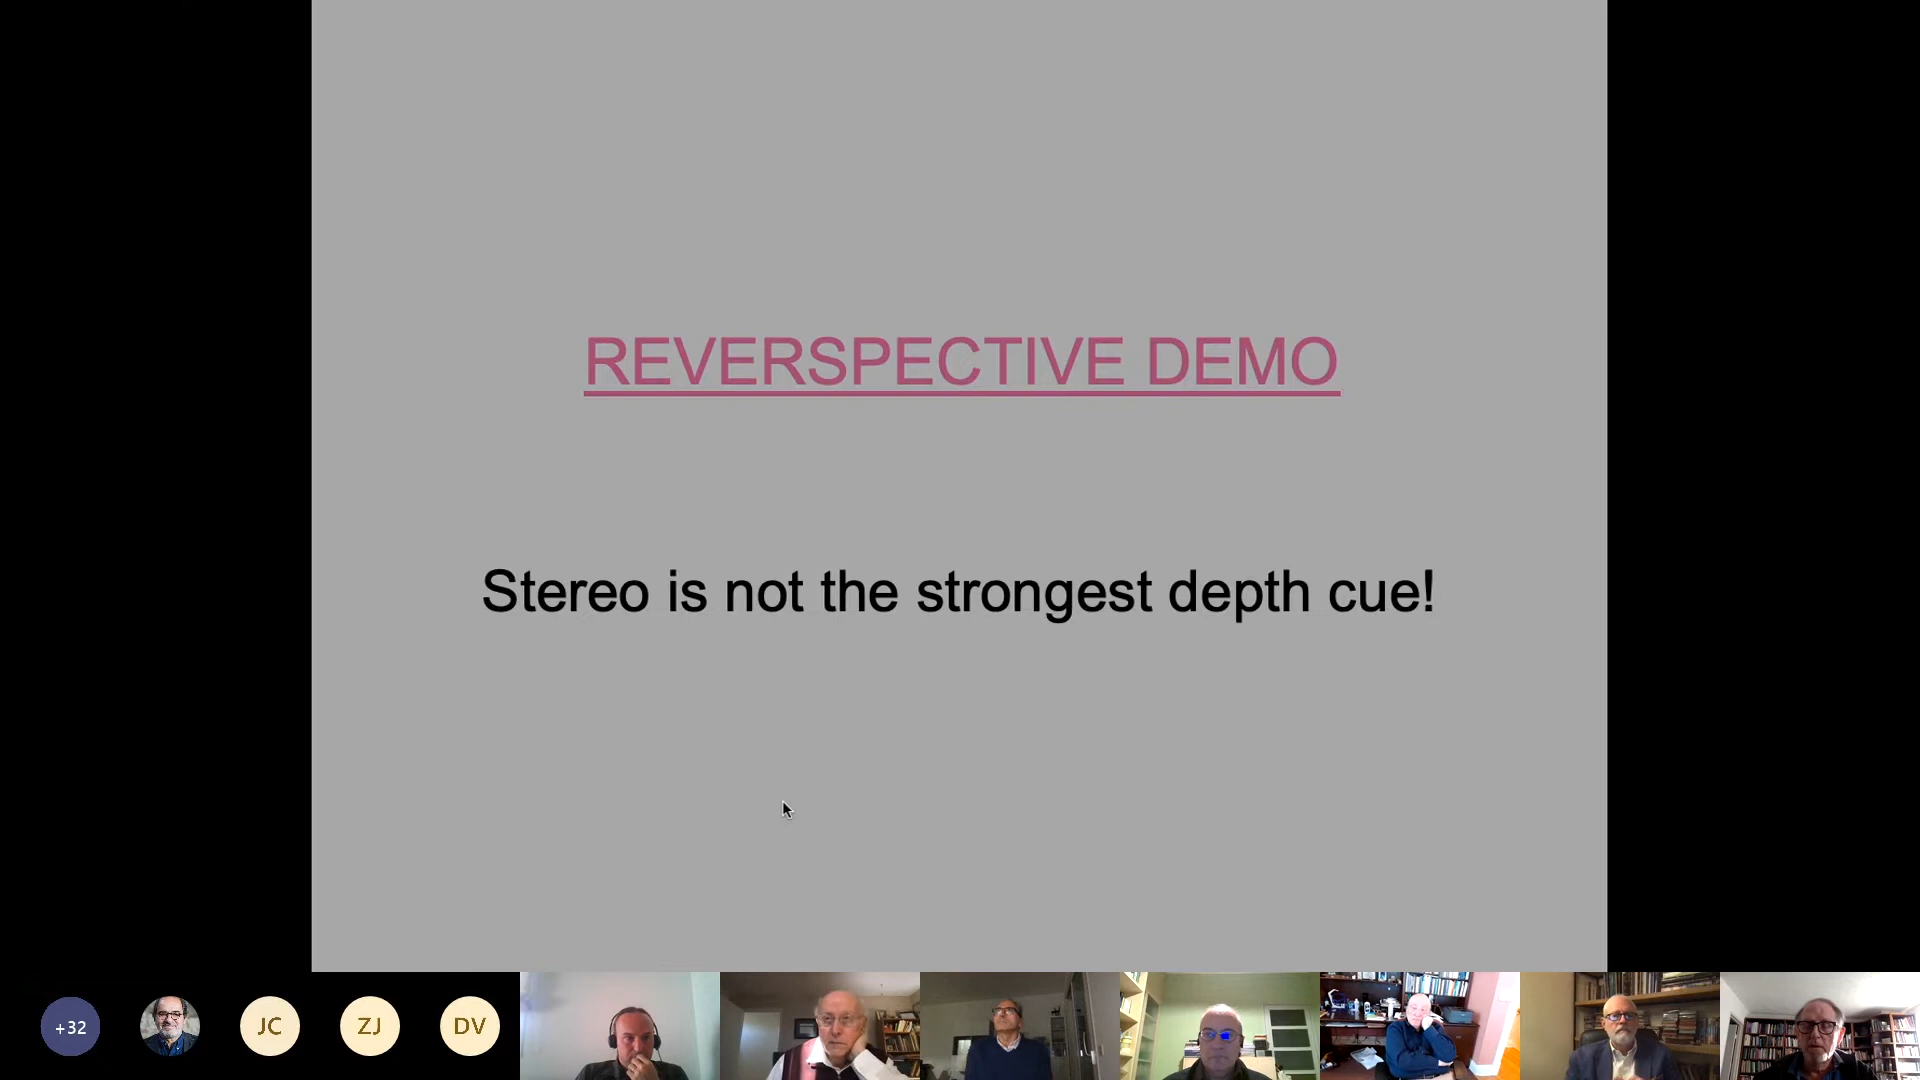 REVERSPECTIVE DEMO
Stereo is not the strongest depth cue!
+32
JC
ZJ
DV